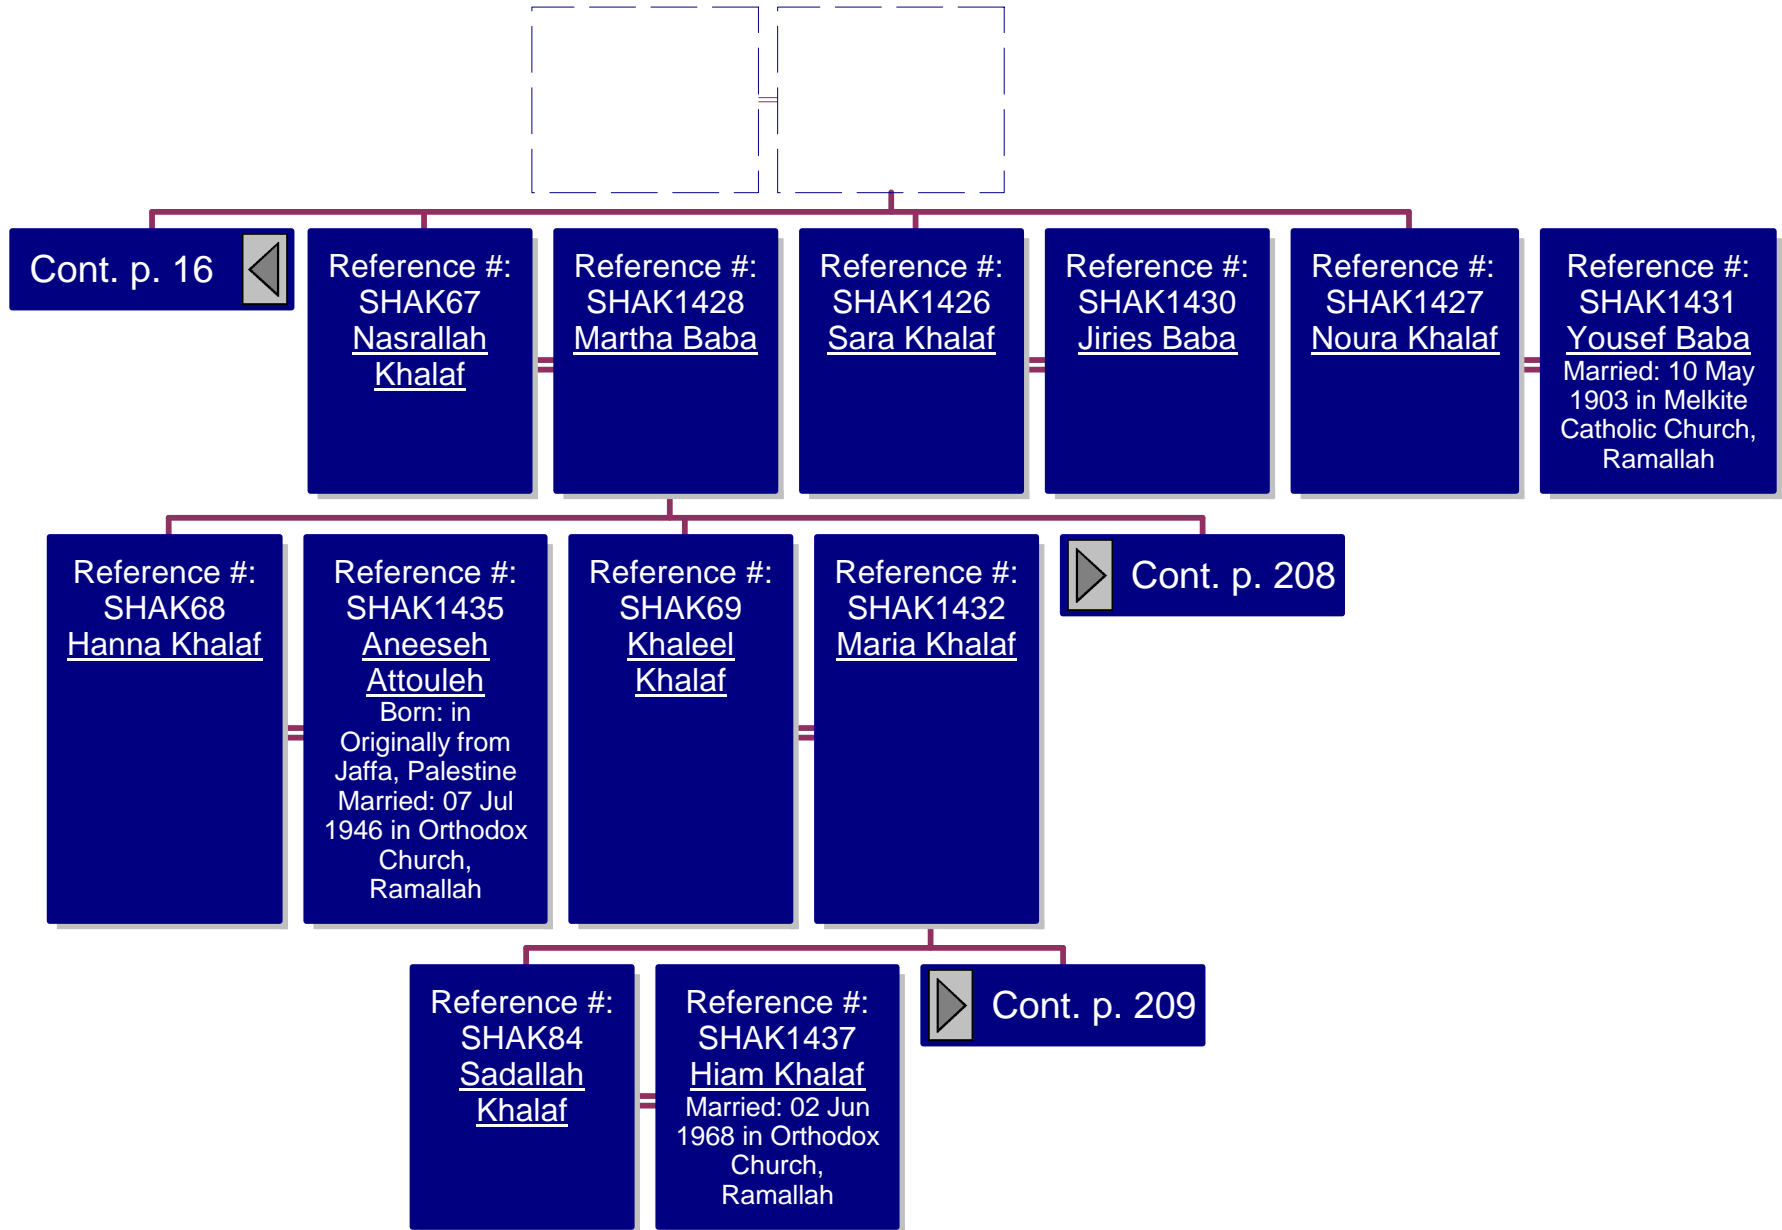 Cont. p. 16
Reference #:
SHAK67
Nasrallah
Khalaf
Reference #:
SHAK1428
Martha Baba
Reference #:
SHAK1426
Sara Khalaf
Reference #:
SHAK1430
Jiries Baba
Reference #:
SHAK1427
Noura Khalaf
Reference #:
SHAK1431
Yousef Baba
Married: 10 May
1903 in Melkite
Catholic Church,
Ramallah
Reference #:
SHAK68
Hanna Khalaf
Reference #:
SHAK1435
Aneeseh
Attouleh
Born: in
Originally from
Jaffa, Palestine
Married: 07 Jul
1946 in Orthodox
Church,
Ramallah
Reference #:
SHAK69
Khaleel
Khalaf
Reference #:
SHAK1432
Maria Khalaf
Cont. p. 208
Reference #:
SHAK84
Sadallah
Khalaf
Reference #:
SHAK1437
Hiam Khalaf
Married: 02 Jun
1968 in Orthodox
Church,
Ramallah
Cont. p. 209